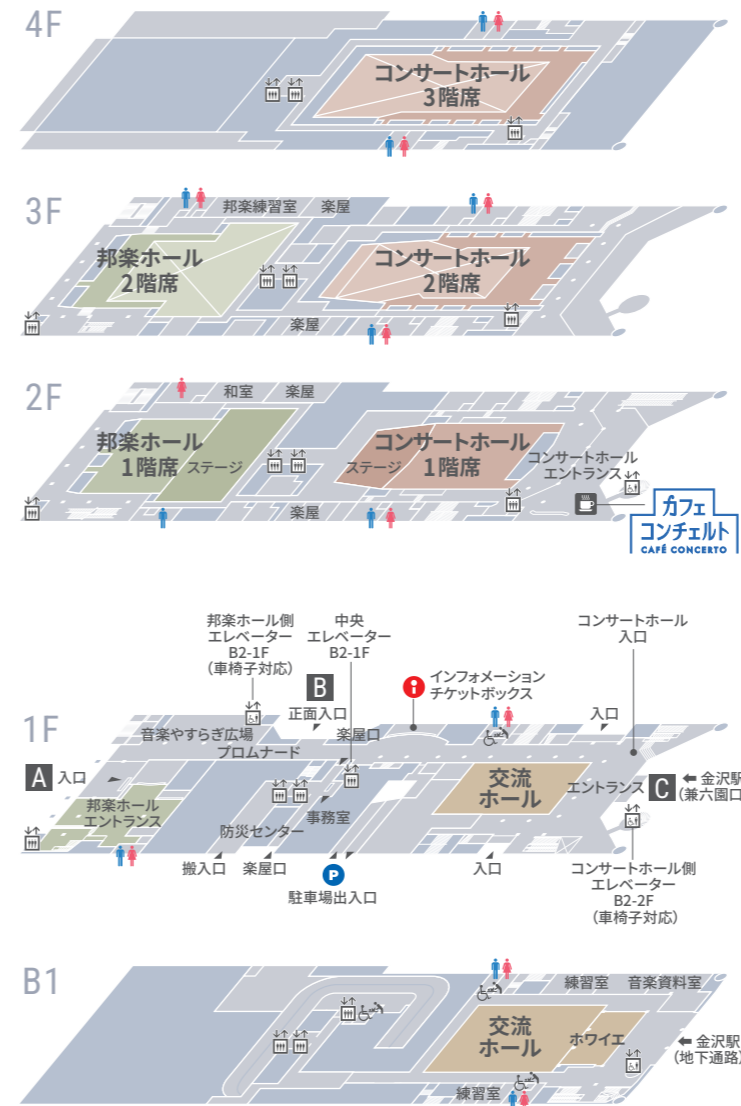 4F
コンサートホール
3階席
3F
邦楽練習室
楽屋
邦楽ホール
2階席
コンサートホール
2階席
楽屋
2F
和室
楽屋
邦楽ホール
1階席
ステージ
ステージ
コンサートホール
1階席
コンサートホール
エントランス
楽屋
カフェ
コンチェルト
CAFÉ CONCERTO
邦楽ホール側
エレベーター
B2-1F
(車椅子対応)
中央
エレベーター
B2-1F
コンサートホール
入口
B
正面入口
インフォメーション
チケットボックス
楽屋口
入口
1F
音楽やすらぎ広場
プロムナード
A 入口
邦楽ホール
エントランス
交流
ホール
エントランス
C ← 金沢駅
(兼六園口
事務室
防災センター
搬入口
楽屋口
P
駐車場出入口
入口
コンサートホール側
エレベーター
B2-2F
(車椅子対応)
B1
練習室
音楽資料室
交流
ホール
ホワイエ
← 金沢駅
(地下通路)
練習室